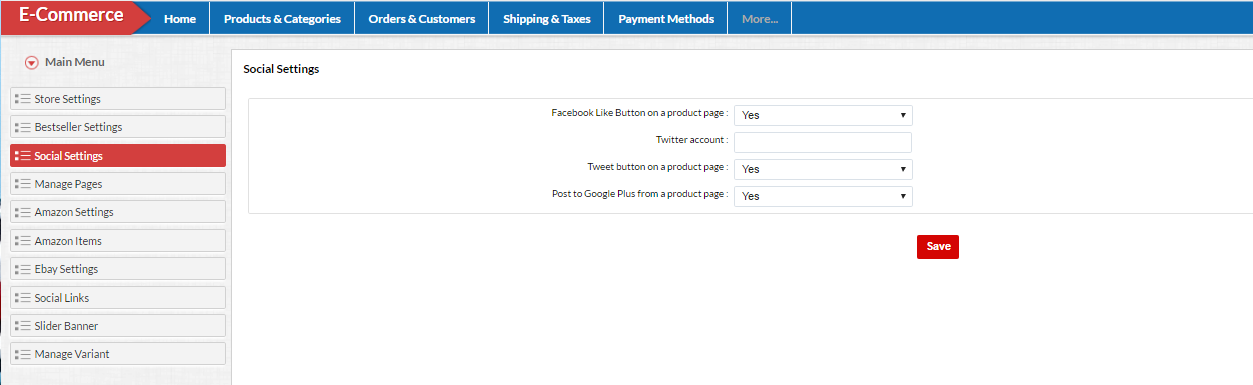 E-Commerce
Home Products & Categories Orders & Customers Shipping & Taxes Payment Methods More...
Main Menu
Store Settings
Bestseller Settings
Social Settings
Manage Pages
Amazon Settings
Amazon Items
Ebay Settings
Social Links
Slider Banner
Manage Variant
Social Settings
Facebook Like Button on a product page : Yes
Twitter account :
Tweet button on a product page : Yes
Post to Google Plus from a product page : Yes
Save